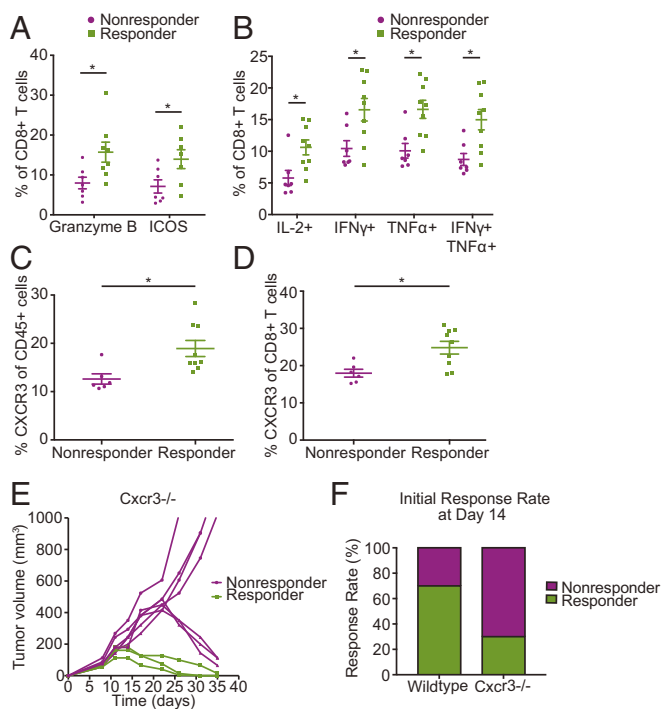 A
Nonresponder
Responder
% of CD8+ T cells
40
30
20
10
0
*
*
Granzyme B
ICOS
B
Nonresponder
Responder
% of CD8+ T cells
25
20
15
10
5
0
*
*
*
*
IL-2+
IFNγ+
TNFα+
IFNγ+
TNFα+
C
% CXCR3 of CD45+ cells
30
20
10
0
*
Nonresponder
Responder
D
% CXCR3 of CD8+ T cells
40
30
20
10
0
*
Nonresponder
Responder
E
Cxcr3-/-
Tumor volume (mm³)
1000
800
600
400
200
0
0 5 10 15 20 25 30 35 40
Time (days)
Nonresponder
Responder
F
Initial Response Rate
at Day 14
Response Rate (%)
100
80
60
40
20
0
Wildtype
Cxcr3-/-
Nonresponder
Responder